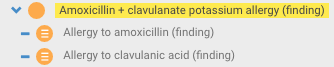 Amoxicillin + clavulanate potassium allergy (finding)
Allergy to amoxicillin (finding)
Allergy to clavulanic acid (finding)